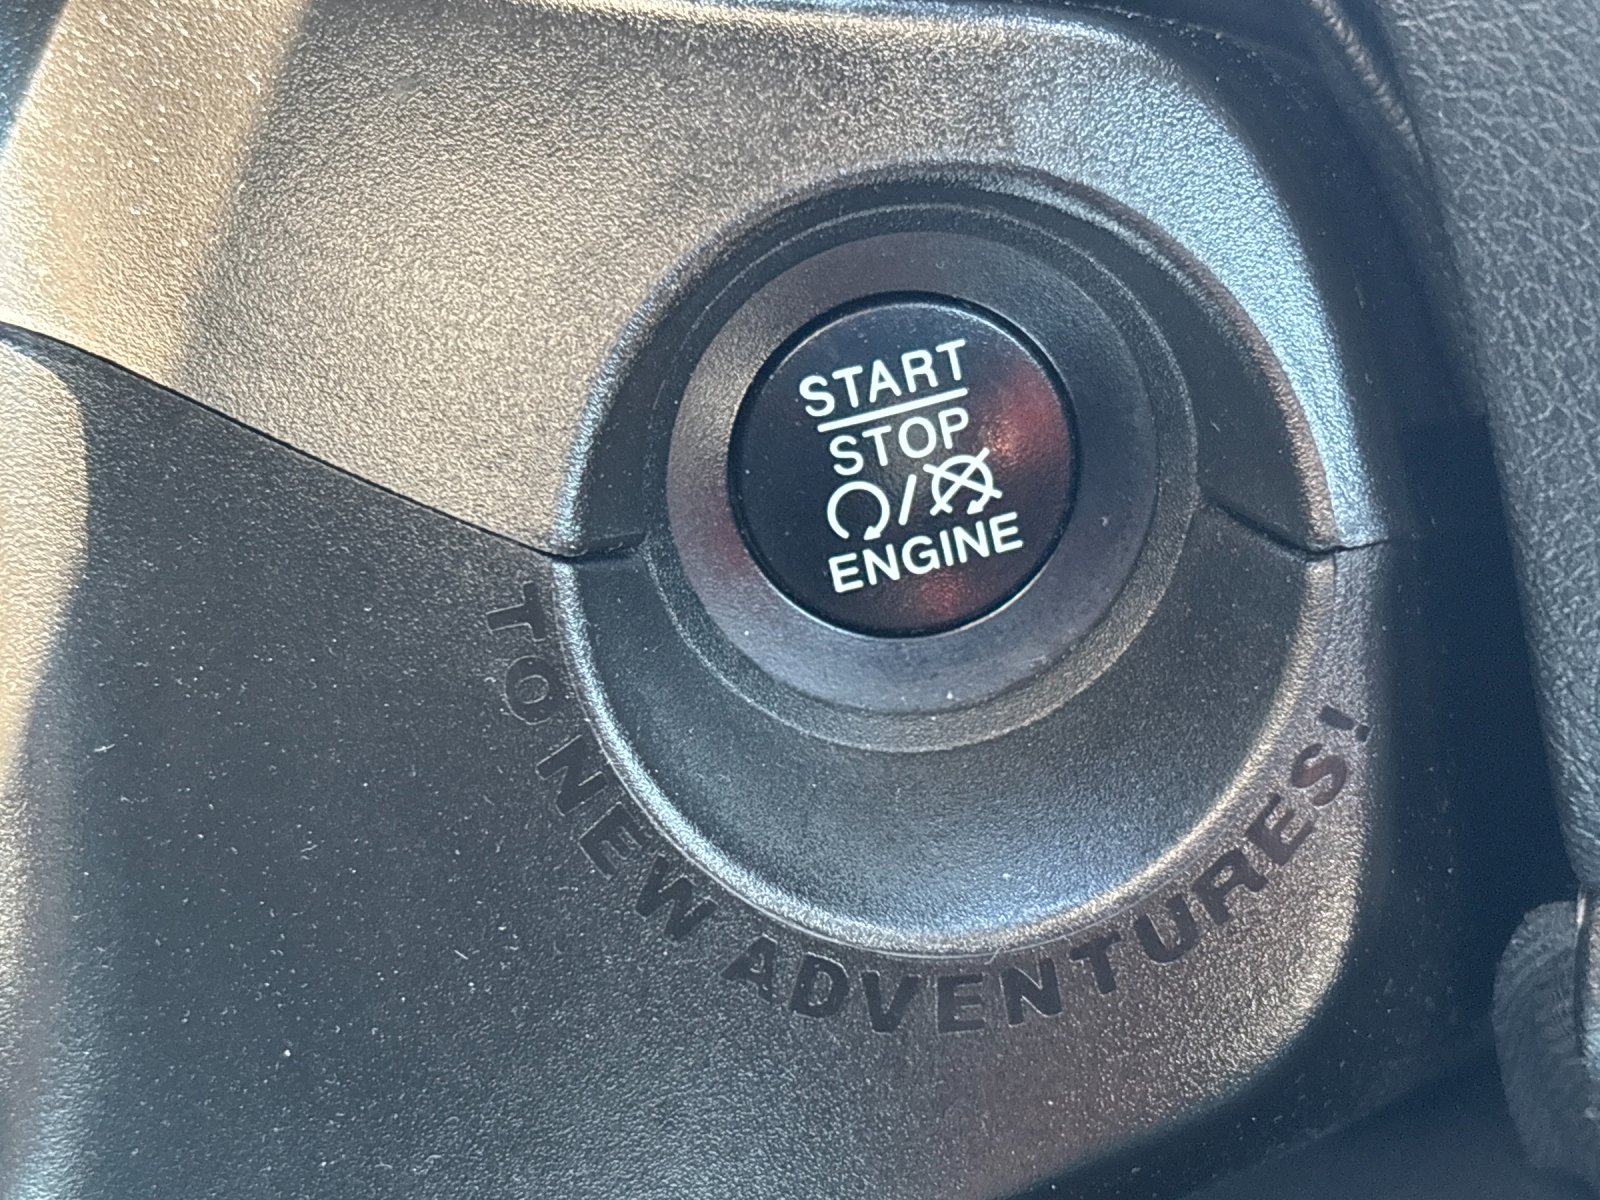 START
STOP
/
ENGINE
TO NEW ADVENTURES!